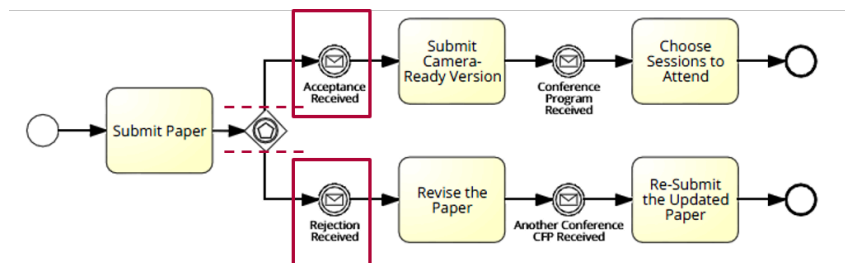 Submit Paper
Acceptance
Received
Submit
Camera-
Ready Version
Conference
Program
Received
Choose
Sessions to
Attend
Rejection
Received
Revise the
Paper
Another Conference
CFP Received
Re-Submit
the Updated
Paper